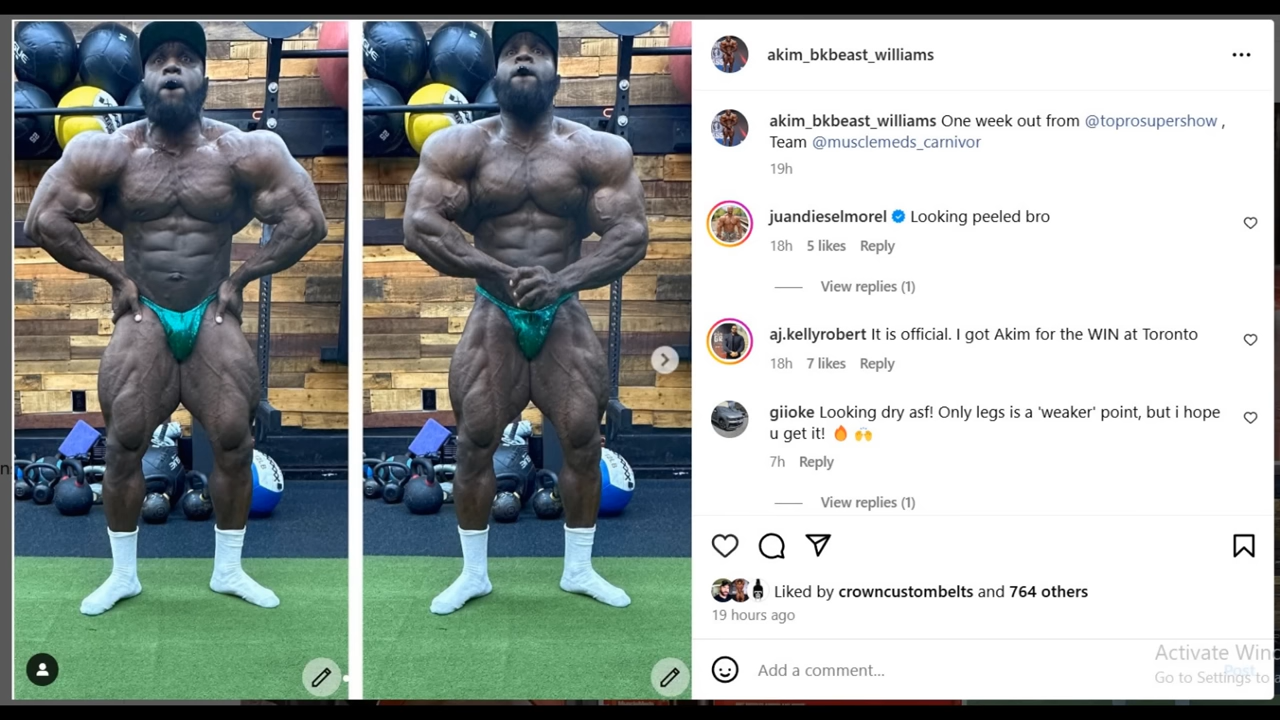 akim_bkbeast_williams
akim_bkbeast_williams One week out from @toprosupershow ,
Team @musclemeds_carnivor
19h
juandieselmorel Looking peeled bro
18h 5 likes Reply
View replies (1)
aj.kellyrobert It is official. I got Akim for the WIN at Toronto
18h 7 likes Reply
giioke Looking dry asf! Only legs is a 'weaker' point, but i hope
u get it! 🔥 🙌
7h Reply
View replies (1)
Liked by crowncustombelts and 764 others
19 hours ago
Add a comment...
Post
Activate Wind
Go to Settings to a